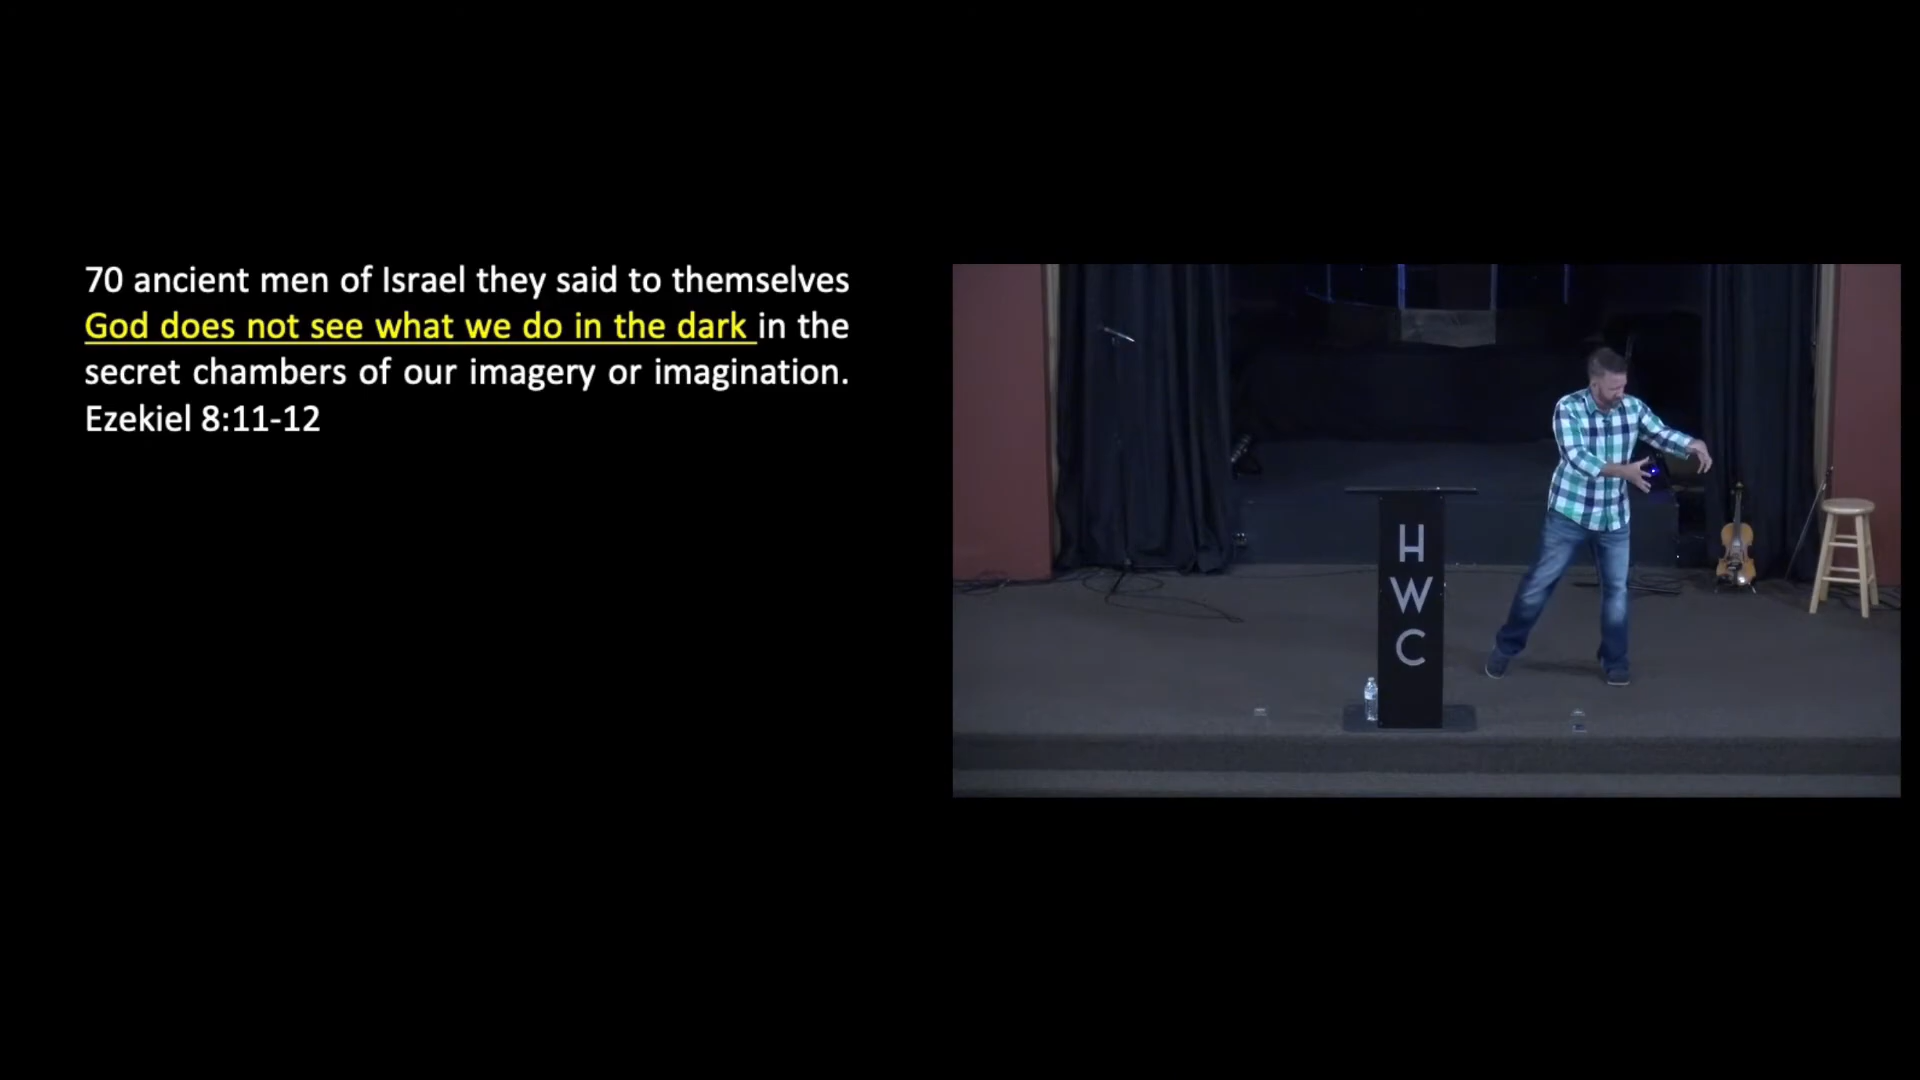 70 ancient men of Israel they said to themselves
God does not see what we do in the dark in the
secret chambers of our imagery or imagination.
Ezekiel 8:11-12
H
W
C